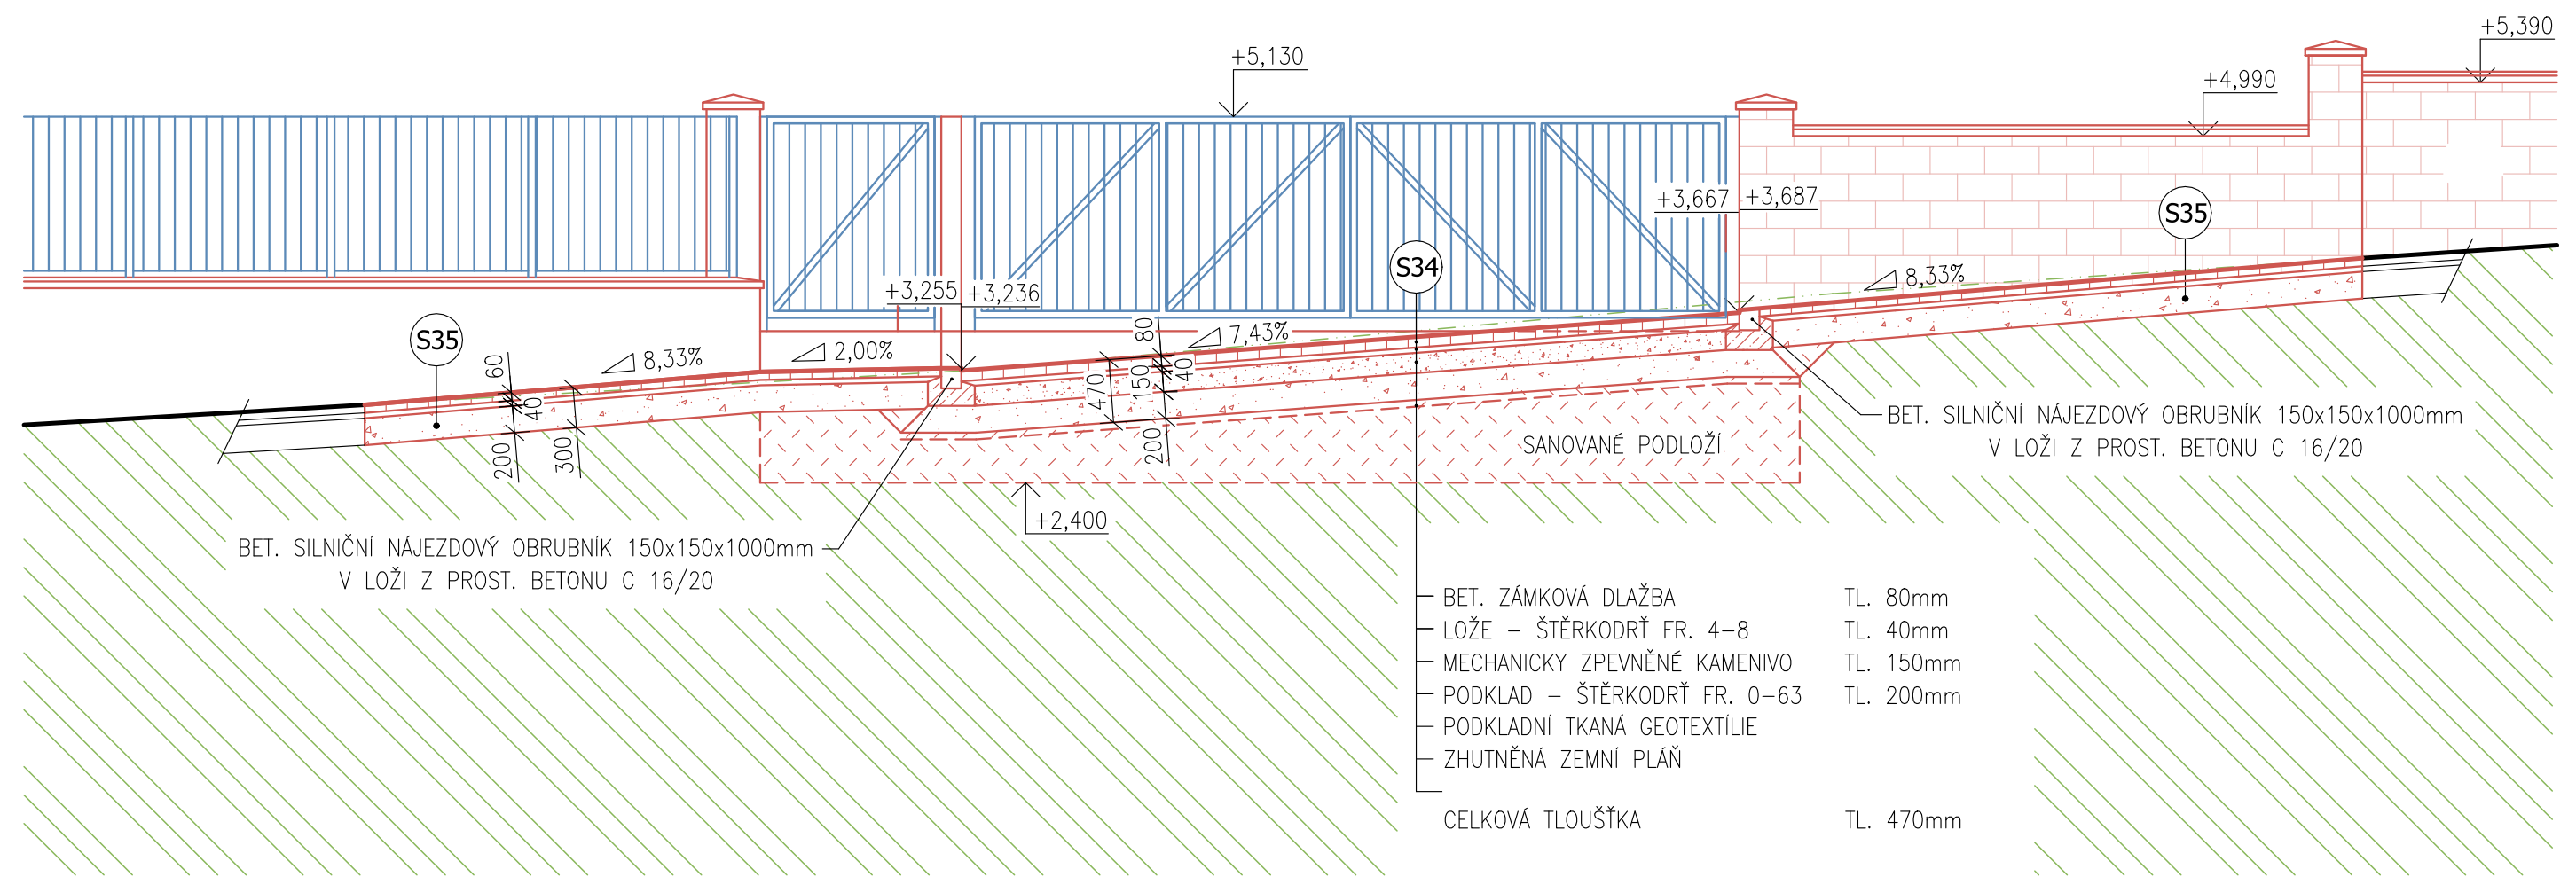 +5,390
+5,130
+4,990
+3,667
+3,687
S35
S34
+3,255
+3,236
8,33%
S35
8,33%
2,00%
7,43%
60
40
200
300
80
40
150
470
200
SANOVANÉ PODLOŽÍ
BET. SILNIČNÍ NÁJEZDOVÝ OBRUBNÍK 150x150x1000mm
V LOŽI Z PROST. BETONU C 16/20
+2,400
BET. SILNIČNÍ NÁJEZDOVÝ OBRUBNÍK 150x150x1000mm
V LOŽI Z PROST. BETONU C 16/20
BET. ZÁMKOVÁ DLAŽBA TL. 80mm
LOŽE – ŠTĚRKODRŤ FR. 4–8 TL. 40mm
MECHANICKY ZPEVNĚNÉ KAMENIVO TL. 150mm
PODKLAD – ŠTĚRKODRŤ FR. 0–63 TL. 200mm
PODKLADNÍ TKANÁ GEOTEXTÍLIE
ZHUTNĚNÁ ZEMNÍ PLÁŇ
CELKOVÁ TLOUŠŤKA TL. 470mm